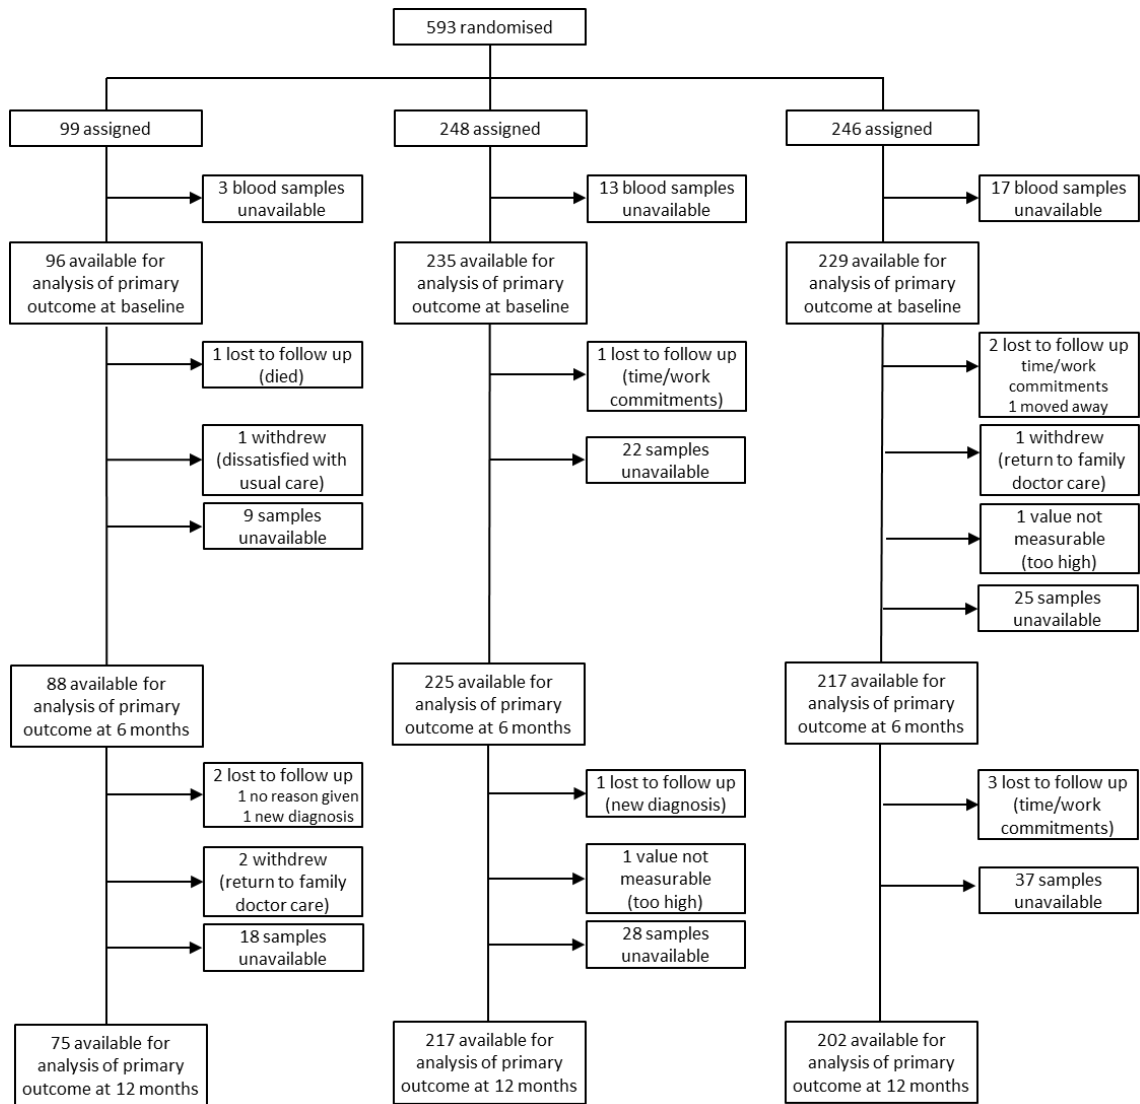 593 randomised
99 assigned
248 assigned
246 assigned
3 blood samples
unavailable
13 blood samples
unavailable
17 blood samples
unavailable
96 available for
analysis of primary
outcome at baseline
235 available for
analysis of primary
outcome at baseline
229 available for
analysis of primary
outcome at baseline
1 lost to follow up
(died)
1 lost to follow up
(time/work
commitments)
2 lost to follow up
time/work
commitments
1 moved away
1 withdrew
(dissatisfied with
usual care)
22 samples
unavailable
1 withdrew
(return to family
doctor care)
9 samples
unavailable
1 value not
measurable
(too high)
25 samples
unavailable
88 available for
analysis of primary
outcome at 6 months
225 available for
analysis of primary
outcome at 6 months
217 available for
analysis of primary
outcome at 6 months
2 lost to follow up
1 no reason given
1 new diagnosis
1 lost to follow up
(new diagnosis)
3 lost to follow up
(time/work
commitments)
2 withdrew
(return to family
doctor care)
1 value not
measurable
(too high)
37 samples
unavailable
18 samples
unavailable
28 samples
unavailable
75 available for
analysis of primary
outcome at 12 months
217 available for
analysis of primary
outcome at 12 months
202 available for
analysis of primary
outcome at 12 months